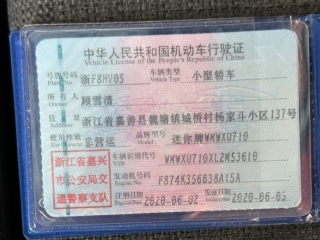 中华人民共和国机动车行驶证
Vehicle License of the People's Republic of China
号牌号码 浙F8HV05 车辆类型 小型轿车
Plate No. Vehicle Type
所有人 顾雪清
Owner
住址 浙江省嘉善县魏塘镇城桥村杨家斗小区137号
Address
使用性质 非营运 品牌型号 迷你牌WKWXU710
Use Character Model
浙江省嘉兴市公安局交通警察支队
车辆识别代号 WKWXU710XLZM53610
VIN
发动机号码 F874K356838A15A
Engine No.
注册日期 2020-06-02 发证日期 2020-06-05
Register Date Issue Date